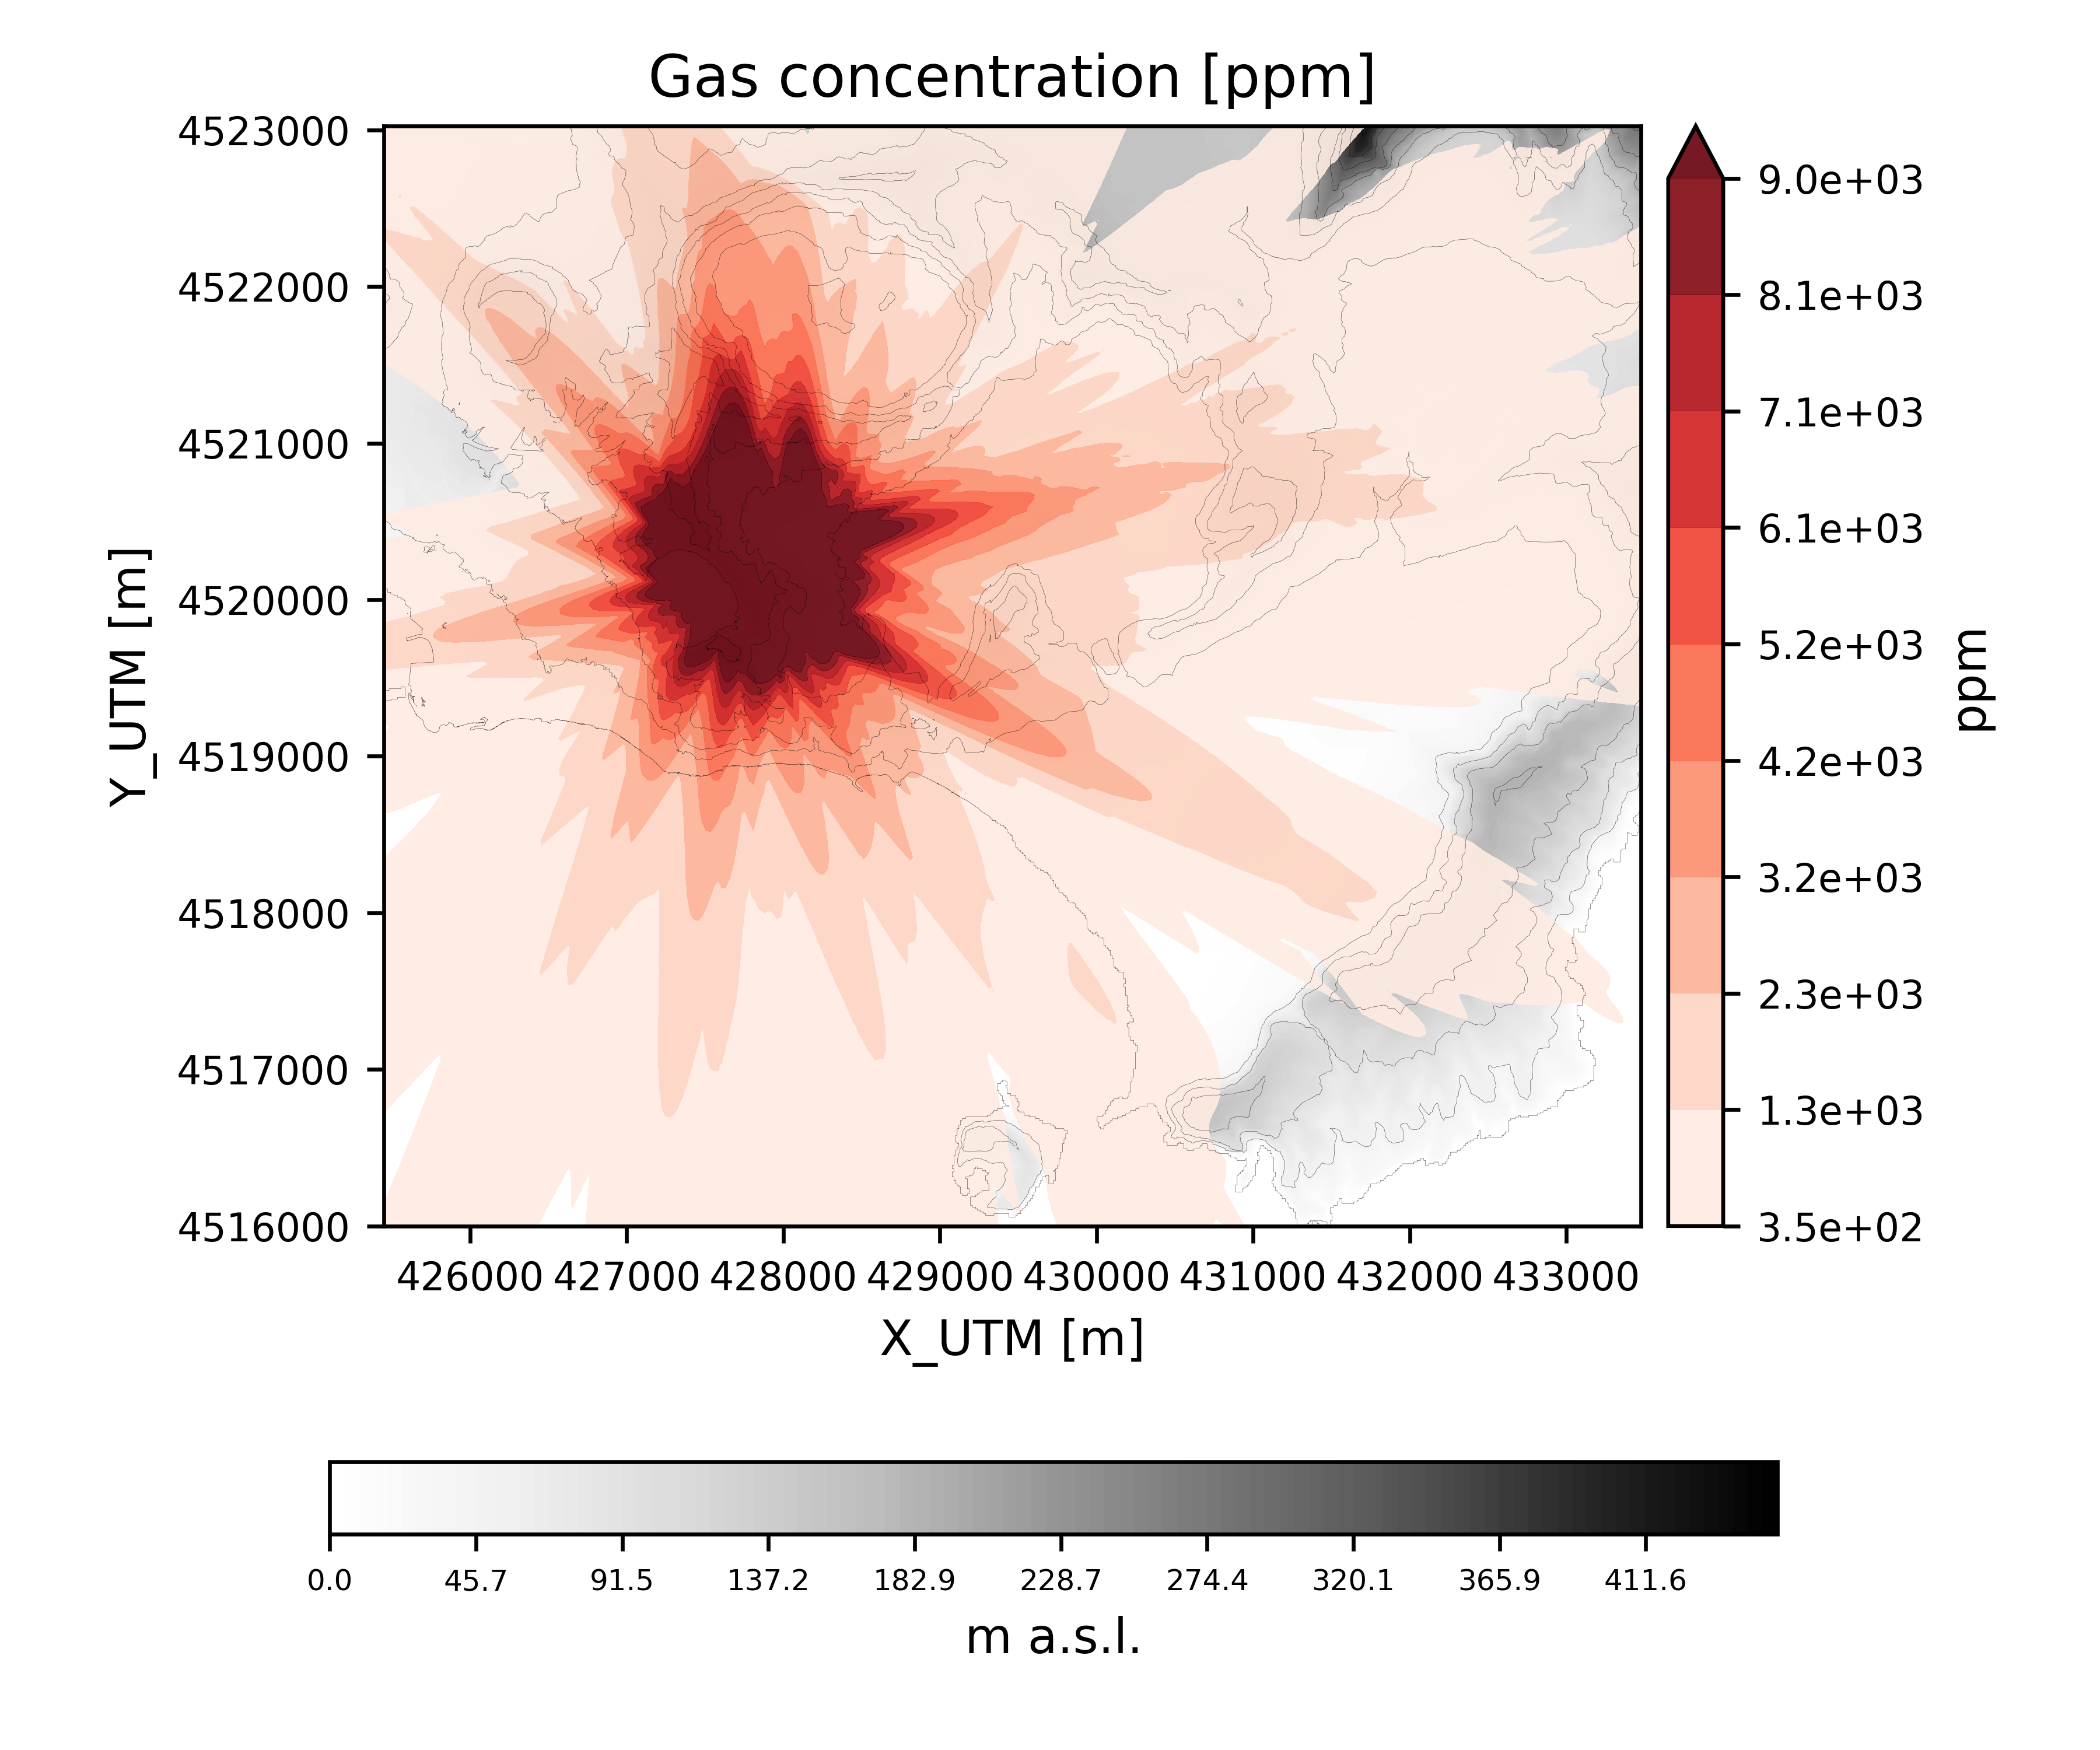 Gas concentration [ppm]
4523000
4522000
4521000
4520000
4519000
4518000
4517000
4516000
Y_UTM [m]
426000 427000 428000 429000 430000 431000 432000 433000
X_UTM [m]
9.0e+03
8.1e+03
7.1e+03
6.1e+03
5.2e+03
4.2e+03
3.2e+03
2.3e+03
1.3e+03
3.5e+02
ppm
0.0 45.7 91.5 137.2 182.9 228.7 274.4 320.1 365.9 411.6
m a.s.l.